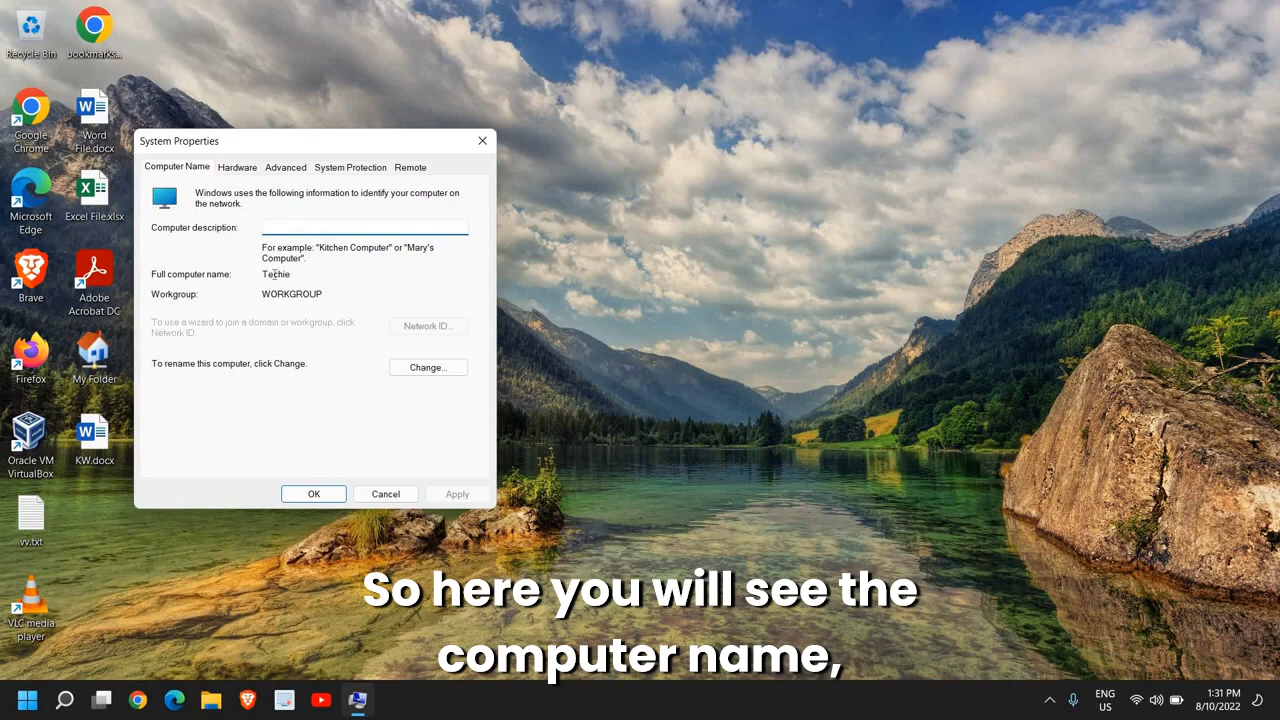 Recycle Bin
bookmarks...
Google
Chrome
Word
File.docx
Microsoft
Edge
Excel File.xlsx
Brave
Adobe
Acrobat DC
Firefox
My Folder
Oracle VM
VirtualBox
KW.docx
vv.txt
VLC media
player
System Properties
Computer Name
Hardware
Advanced
System Protection
Remote
Windows uses the following information to identify your computer on
the network.
Computer description:
For example: "Kitchen Computer" or "Mary's
Computer".
Full computer name:
Techie
Workgroup:
WORKGROUP
To use a wizard to join a domain or workgroup, click
Network ID.
Network ID...
To rename this computer, click Change.
Change...
OK
Cancel
Apply
So here you will see the
computer name,
ENG
US
1:31 PM
8/10/2022